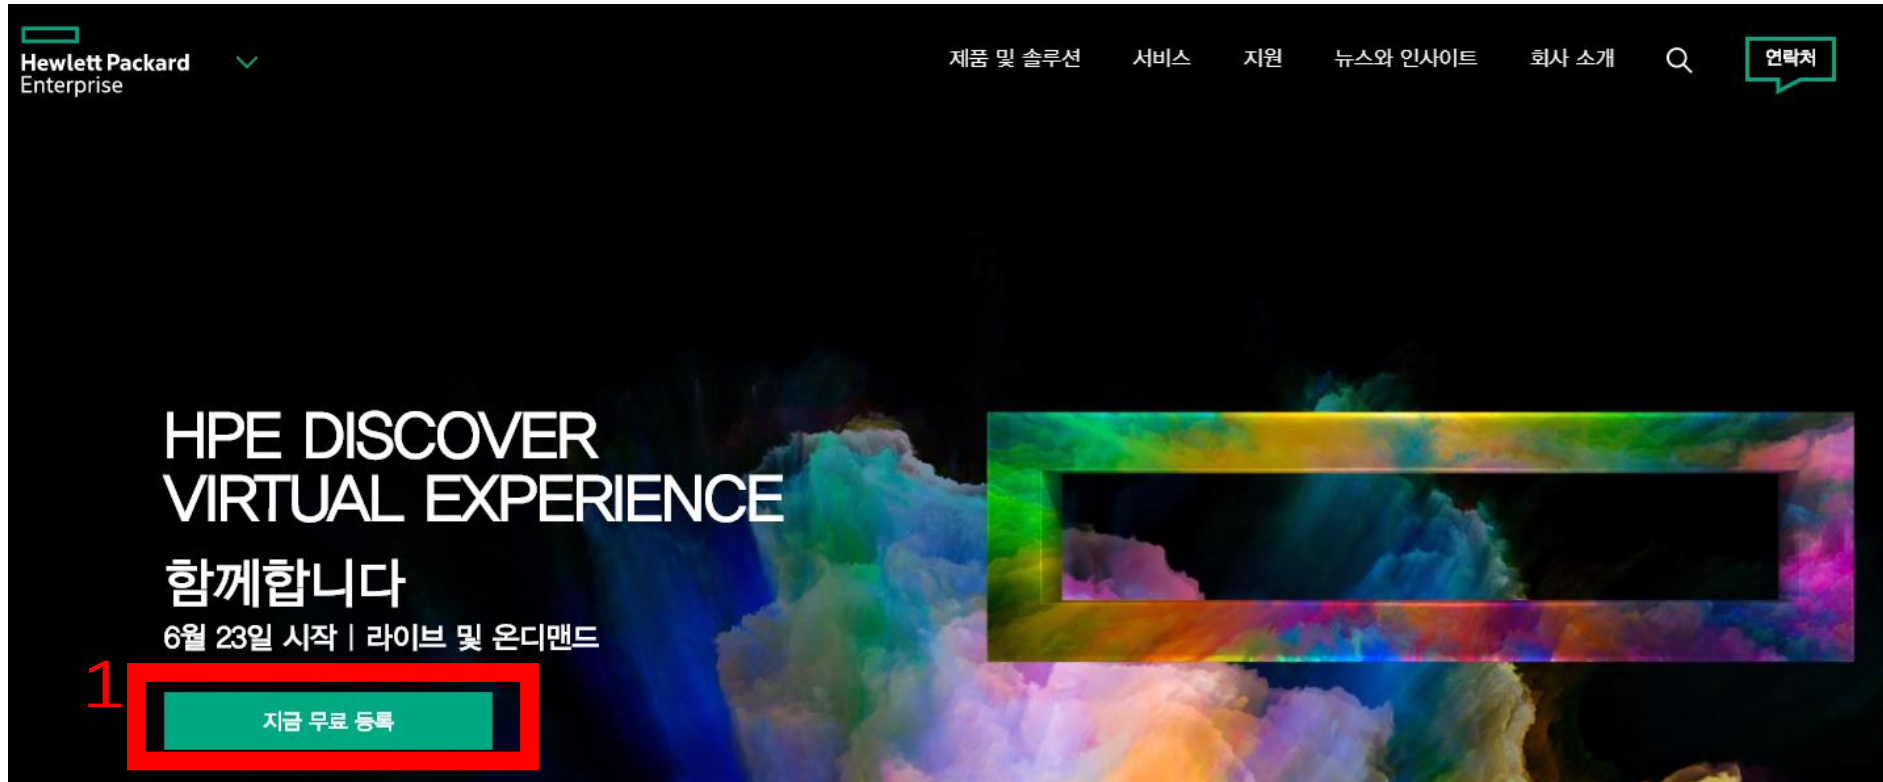 Hewlett Packard
Enterprise
제품 및 솔루션
서비스
지원
뉴스와 인사이트
회사 소개
연락처
HPE DISCOVER
VIRTUAL EXPERIENCE
함께합니다
6월 23일 시작 | 라이브 및 온디맨드
1
지금 무료 등록